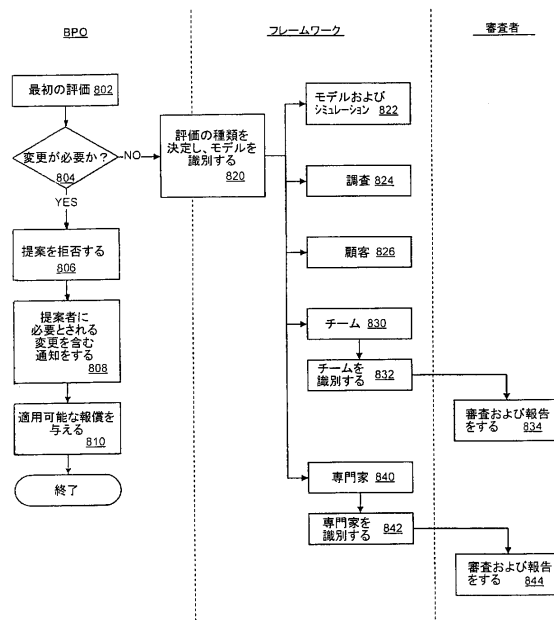 BPO
フレームワーク
審査者
最初の評価 802
変更が必要か?
804
NO
YES
提案を拒否する
806
提案者に
必要とされる
変更を含む
通知をする
808
適用可能な報償を
与える 810
終了
評価の種類を
決定し、モデルを
識別する
820
モデルおよび
シミュレーション 822
調査 824
顧客 826
チーム 830
チームを
識別する 832
審査および報告
をする 834
専門家 840
専門家を
識別する 842
審査および報告
をする 844